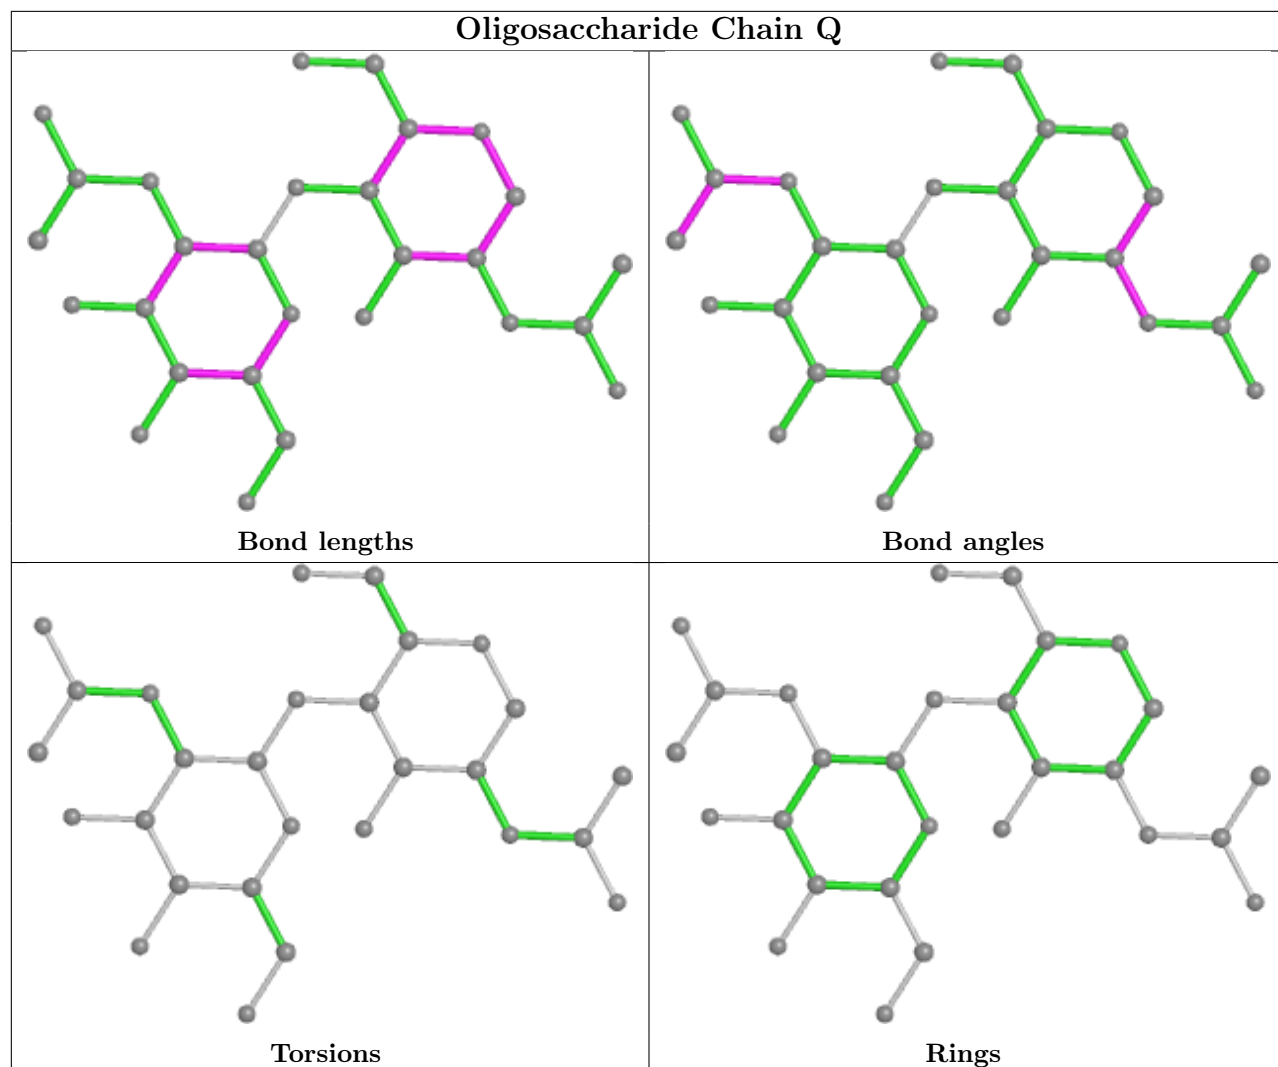 Oligosaccharide Chain Q
Bond lengths
Bond angles
Torsions
Rings